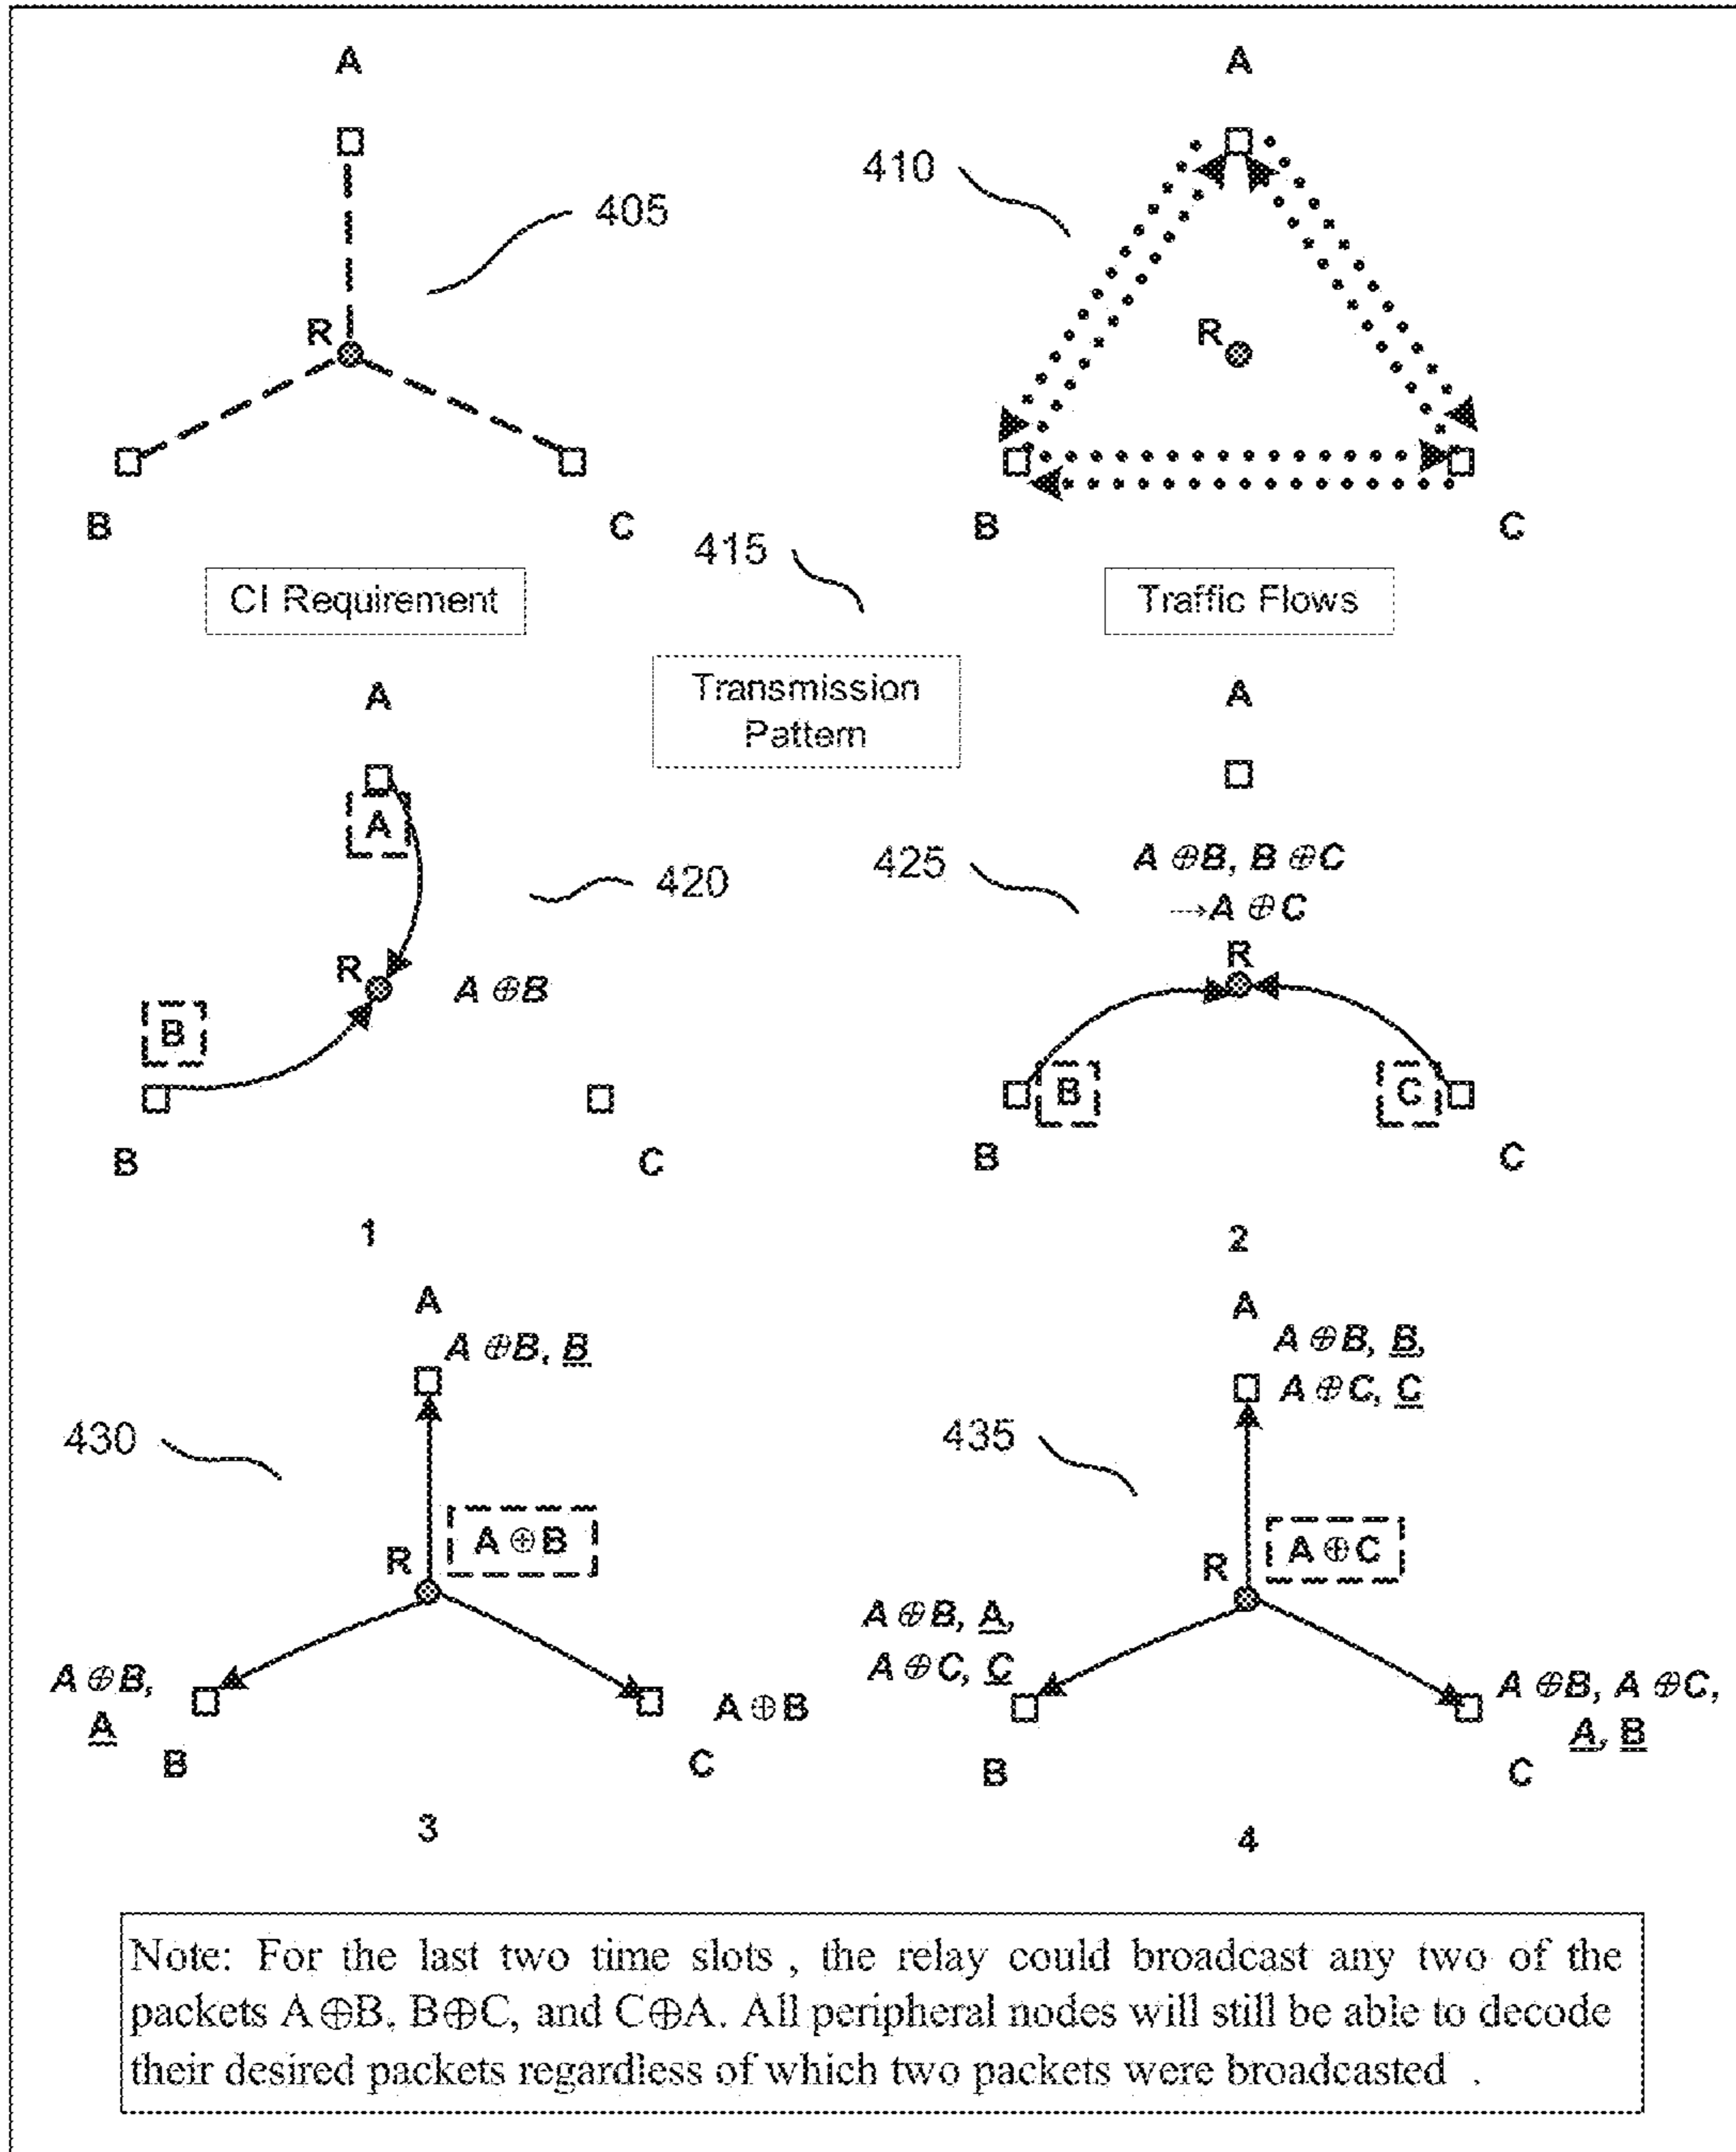 A
A
405
410
R
R
B
C
B
C
415
CI Requirement
Traffic Flows
Transmission
Pattern
A
A
A
420
425
A ⊕B, B ⊕C
→A ⊕C
R
A ⊕B
R
B
B
C
B
C
B
C
1
2
A
A ⊕B, B
A
A ⊕B, B,
A ⊕C, C
430
435
A ⊕B
A ⊕C
R
R
A ⊕B,
A
A ⊕B
A ⊕B, A,
A ⊕C, C
A ⊕B, A ⊕C,
A, B
B
C
B
C
3
4
Note: For the last two time slots , the relay could broadcast any two of the
packets A⊕B, B⊕C, and C⊕A. All peripheral nodes will still be able to decode
their desired packets regardless of which two packets were broadcasted .